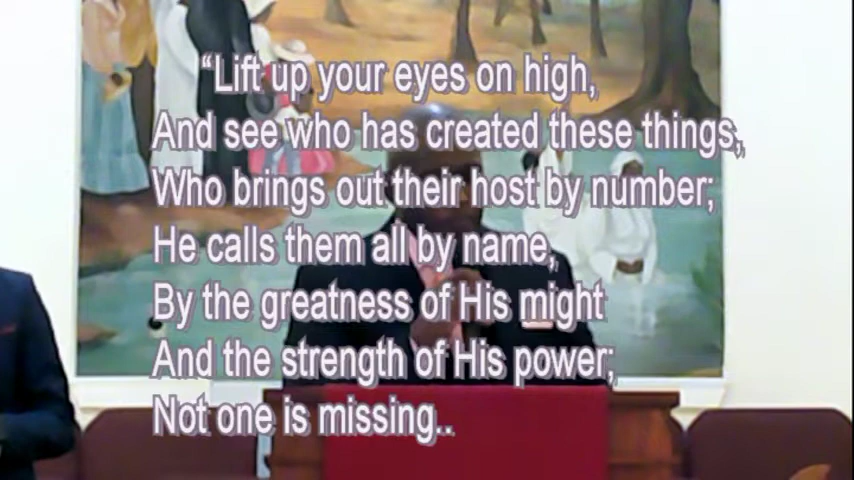 “Lift up your eyes on high,
And see who has created these things,
Who brings out their host by number;
He calls them all by name,
By the greatness of His might
And the strength of His power;
Not one is missing..